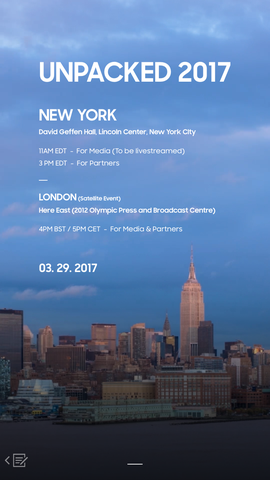 UNPACKED 2017
NEW YORK
David Geffen Hall, Lincoln Center, New York City
11AM EDT - For Media (To be livestreamed)
3 PM EDT - For Partners
LONDON (Satellite Event)
Here East (2012 Olympic Press and Broadcast Centre)
4PM BST / 5PM CET - For Media & Partners
03. 29. 2017